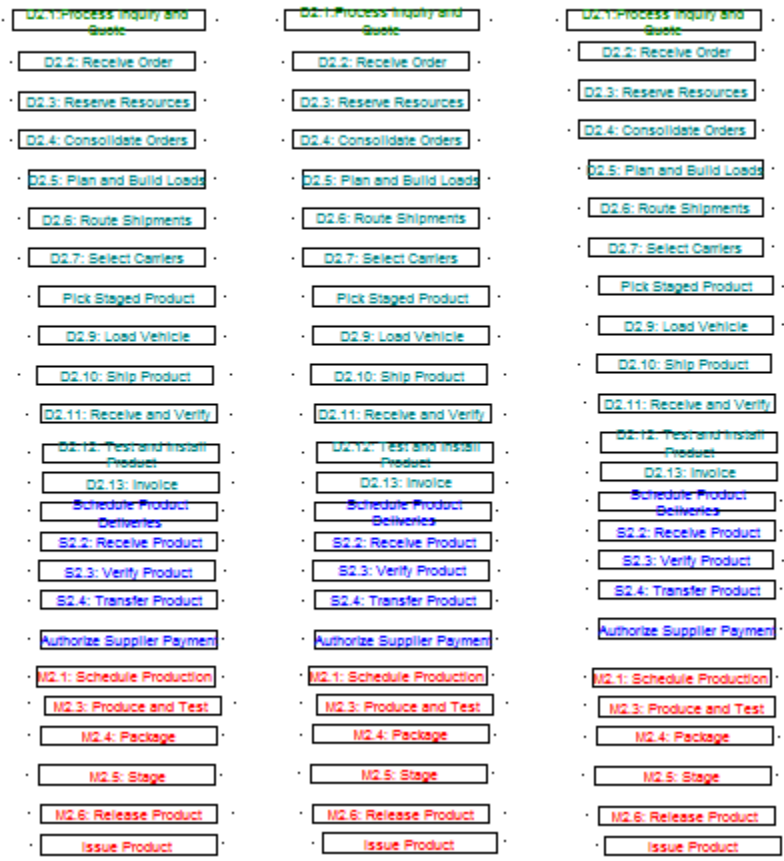 D2.1:Process Inquiry and
Quote
D2.2: Receive Order
D2.3: Reserve Resources
D2.4: Consolidate Orders
D2.5: Plan and Build Loads
D2.6: Route Shipments
D2.7: Select Carriers
Pick Staged Product
D2.9: Load Vehicle
D2.10: Ship Product
D2.11: Receive and Verify
D2.12: Test and Install
Product
D2.13: Invoice
Schedule Product
Deliveries
S2.2: Receive Product
S2.3: Verify Product
S2.4: Transfer Product
Authorize Supplier Payment
M2.1: Schedule Production
M2.3: Produce and Test
M2.4: Package
M2.5: Stage
M2.6: Release Product
Issue Product
D2.1:Process Inquiry and
Quote
D2.2: Receive Order
D2.3: Reserve Resources
D2.4: Consolidate Orders
D2.5: Plan and Build Loads
D2.6: Route Shipments
D2.7: Select Carriers
Pick Staged Product
D2.9: Load Vehicle
D2.10: Ship Product
D2.11: Receive and Verify
D2.12: Test and Install
Product
D2.13: Invoice
Schedule Product
Deliveries
S2.2: Receive Product
S2.3: Verify Product
S2.4: Transfer Product
Authorize Supplier Payment
M2.1: Schedule Production
M2.3: Produce and Test
M2.4: Package
M2.5: Stage
M2.6: Release Product
Issue Product
D2.1:Process Inquiry and
Quote
D2.2: Receive Order
D2.3: Reserve Resources
D2.4: Consolidate Orders
D2.5: Plan and Build Loads
D2.6: Route Shipments
D2.7: Select Carriers
Pick Staged Product
D2.9: Load Vehicle
D2.10: Ship Product
D2.11: Receive and Verify
D2.12: Test and Install
Product
D2.13: Invoice
Schedule Product
Deliveries
S2.2: Receive Product
S2.3: Verify Product
S2.4: Transfer Product
Authorize Supplier Payment
M2.1: Schedule Production
M2.3: Produce and Test
M2.4: Package
M2.5: Stage
M2.6: Release Product
Issue Product